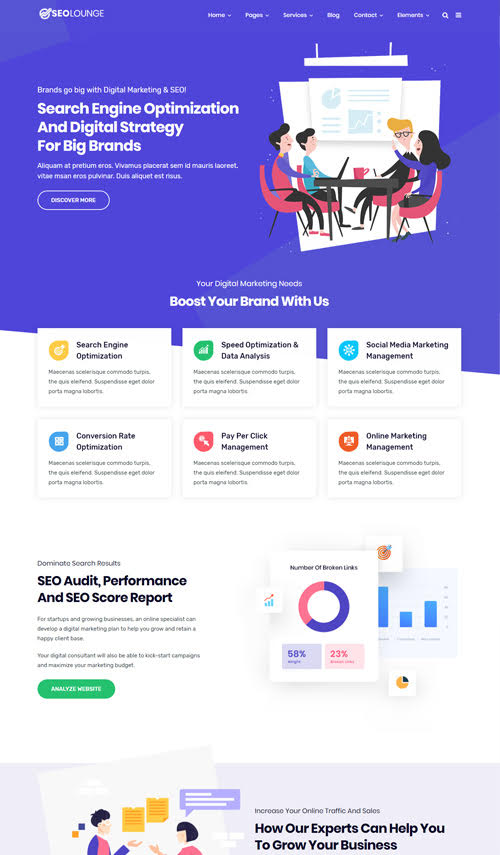 SEOLOUNGE
Home Pages Services Blog Contact Elements
Brands go big with Digital Marketing & SEO!
Search Engine Optimization
And Digital Strategy
For Big Brands
Aliquam at pretium eros. Vivamus placerat sem id mauris laoreet,
vitae msan eros pulvinar. Duis aliquet est risus.
DISCOVER MORE
Your Digital Marketing Needs
Boost Your Brand With Us
Search Engine
Optimization
Maecenas scelerisque commodo turpis,
the quis eleifend. Suspendisse eget dolor
porta magna lobortis.
Speed Optimization &
Data Analysis
Maecenas scelerisque commodo turpis,
the quis eleifend. Suspendisse eget dolor
porta magna lobortis.
Social Media Marketing
Management
Maecenas scelerisque commodo turpis,
the quis eleifend. Suspendisse eget dolor
porta magna lobortis.
Conversion Rate
Optimization
Maecenas scelerisque commodo turpis,
the quis eleifend. Suspendisse eget dolor
porta magna lobortis.
Pay Per Click
Management
Maecenas scelerisque commodo turpis,
the quis eleifend. Suspendisse eget dolor
porta magna lobortis.
Online Marketing
Management
Maecenas scelerisque commodo turpis,
the quis eleifend. Suspendisse eget dolor
porta magna lobortis.
Dominate Search Results
SEO Audit, Performance
And SEO Score Report
For startups and growing businesses, an online specialist can
develop a digital marketing plan to help you grow and retain a
happy client base.
Your digital consultant will also be able to kick-start campaigns
and maximize your marketing budget.
ANALYZE WEBSITE
Number Of Broken Links
58%
Weight
23%
Broken Links
Increase Your Online Traffic And Sales
How Our Experts Can Help You
To Grow Your Business